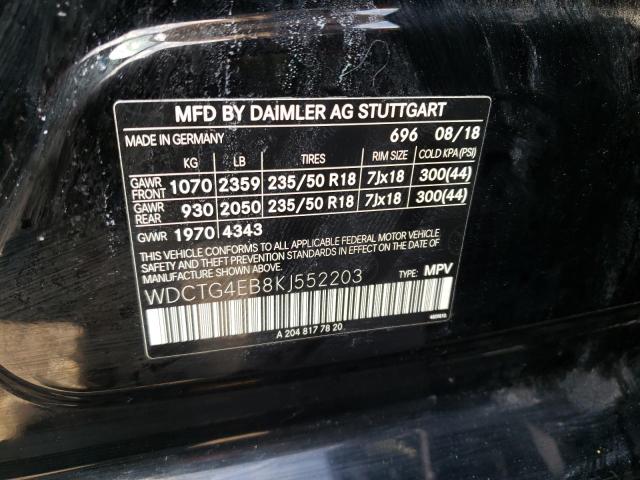 MFD BY DAIMLER AG STUTTGART
MADE IN GERMANY 696 08/18
KG LB TIRES RIM SIZE COLD KPA(PSI)
GAWR FRONT 1070 2359 235/50 R18 7Jx18 300(44)
GAWR REAR 930 2050 235/50 R18 7Jx18 300(44)
GVWR 1970 4343
THIS VEHICLE CONFORMS TO ALL APPLICABLE FEDERAL MOTOR VEHICLE
SAFETY AND THEFT PREVENTION STANDARDS IN EFFECT ON THE DATE OF
MANUFACTURE SHOWN ABOVE.
WDCTG4EB8KJ552203 TYPE: MPV
A 204 817 78 20